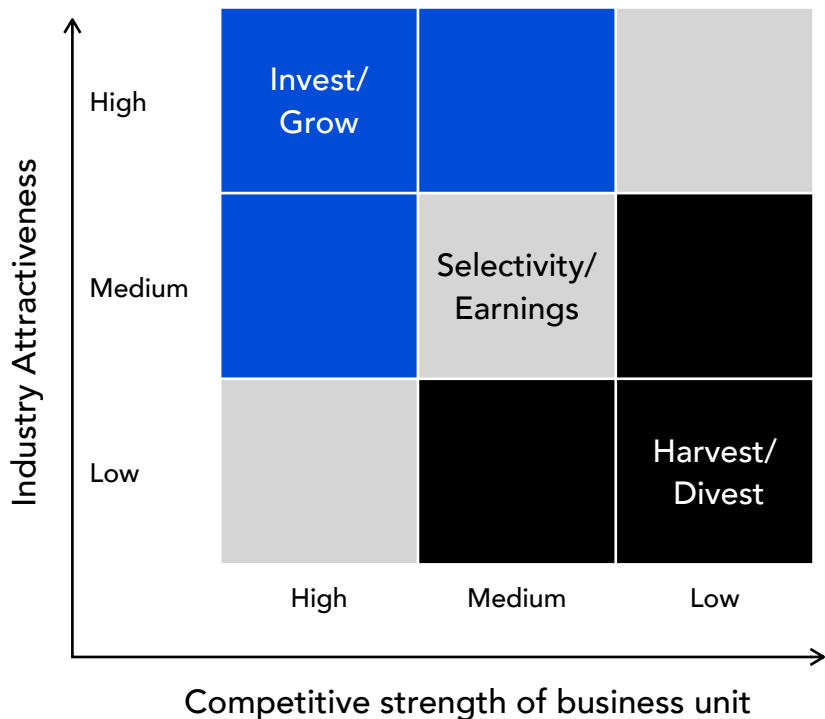 High
Invest/
Grow
Industry Attractiveness
Medium
Selectivity/
Earnings
Low
Harvest/
Divest
High
Medium
Low
Competitive strength of business unit